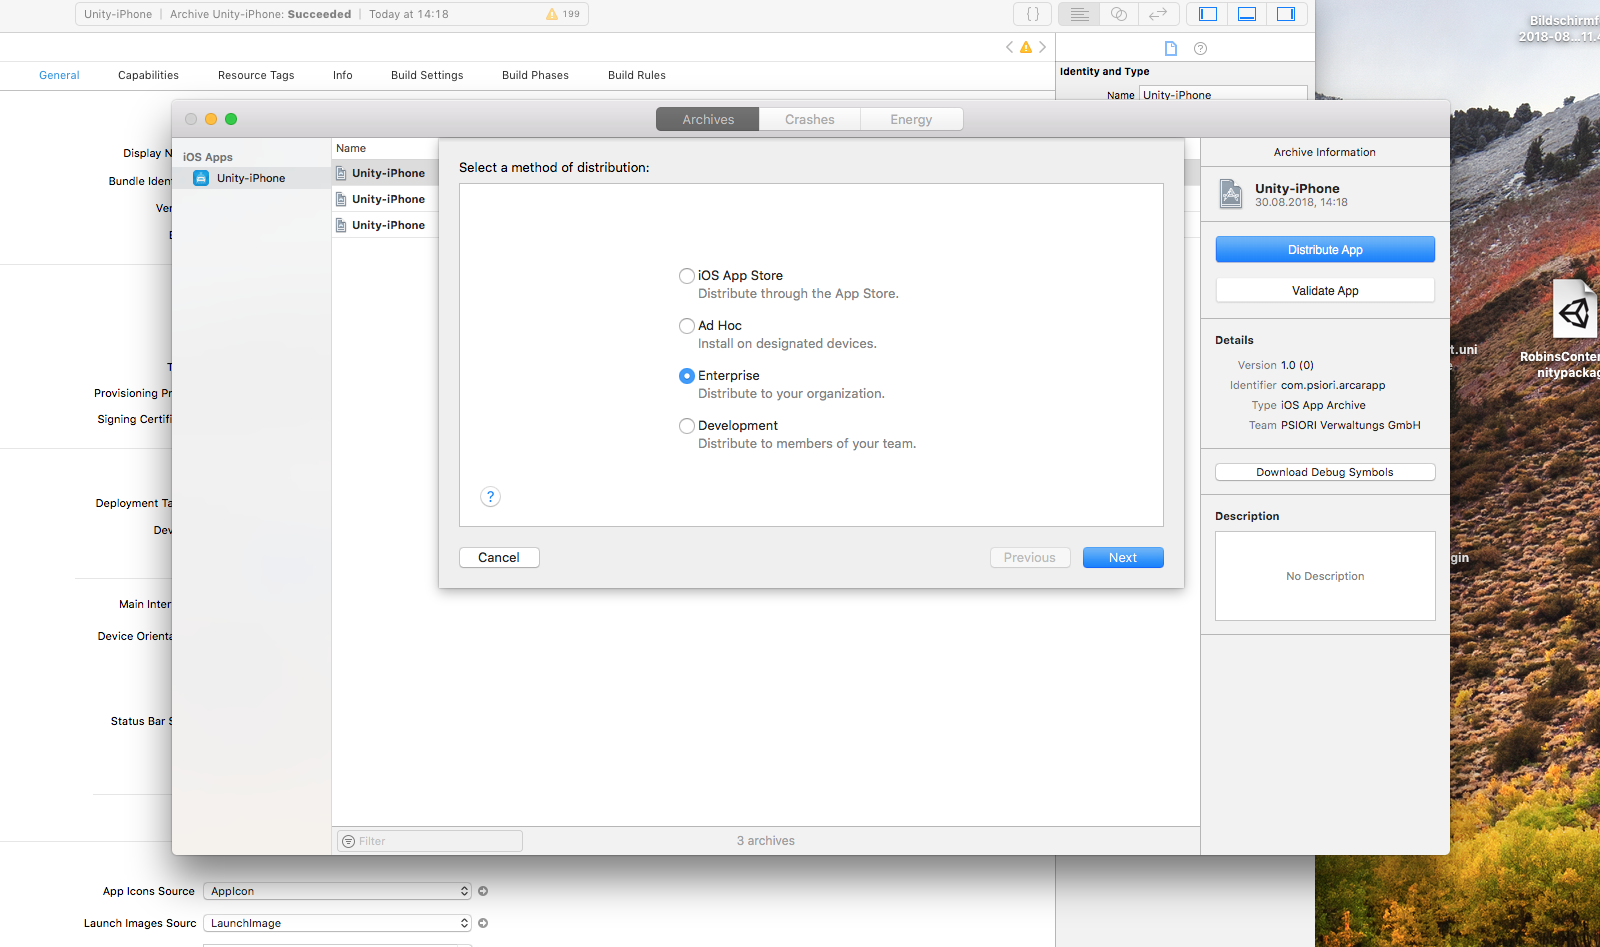 Unity-iPhone | Archive Unity-iPhone: Succeeded | Today at 14:18 199
Bildschirmf
2018-08...11.4
General Capabilities Resource Tags Info Build Settings Build Phases Build Rules
Identity and Type
Name Unity-iPhone
Archives Crashes Energy
Display N
Bundle Ident
Ver
Provisioning Pr
Signing Certifi
Deployment Ta
Dev
Main Inter
Device Orienta
Status Bar S
iOS Apps
Unity-iPhone
Name
Unity-iPhone
Unity-iPhone
Unity-iPhone
Select a method of distribution:
iOS App Store
Distribute through the App Store.
Ad Hoc
Install on designated devices.
Enterprise
Distribute to your organization.
Development
Distribute to members of your team.
?
Cancel Previous Next
Filter
3 archives
Archive Information
Unity-iPhone
30.08.2018, 14:18
Distribute App
Validate App
Details
Version 1.0 (0)
Identifier com.psiori.arcarapp
Type iOS App Archive
Team PSIORI Verwaltungs GmbH
Download Debug Symbols
Description
No Description
t.uni
RobinsConter
nitypackag
gin
App Icons Source AppIcon
Launch Images Sourc LaunchImage